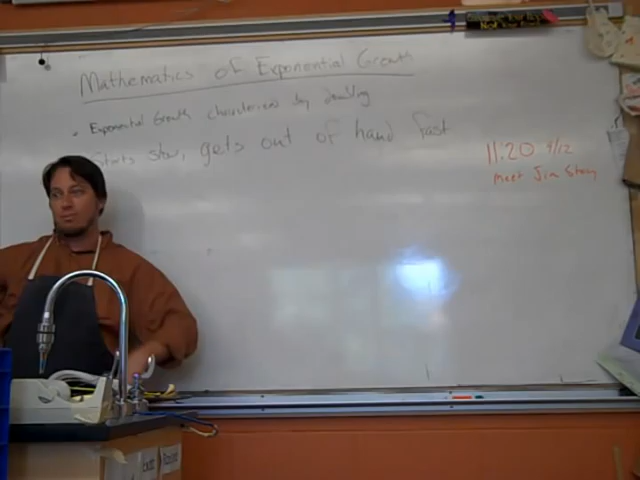 Mathematics of Exponential Growth
• Exponential Growth characterized by doubling
Starts slow, gets out of hand fast
11:20 9/12
Meet Jim Stacy